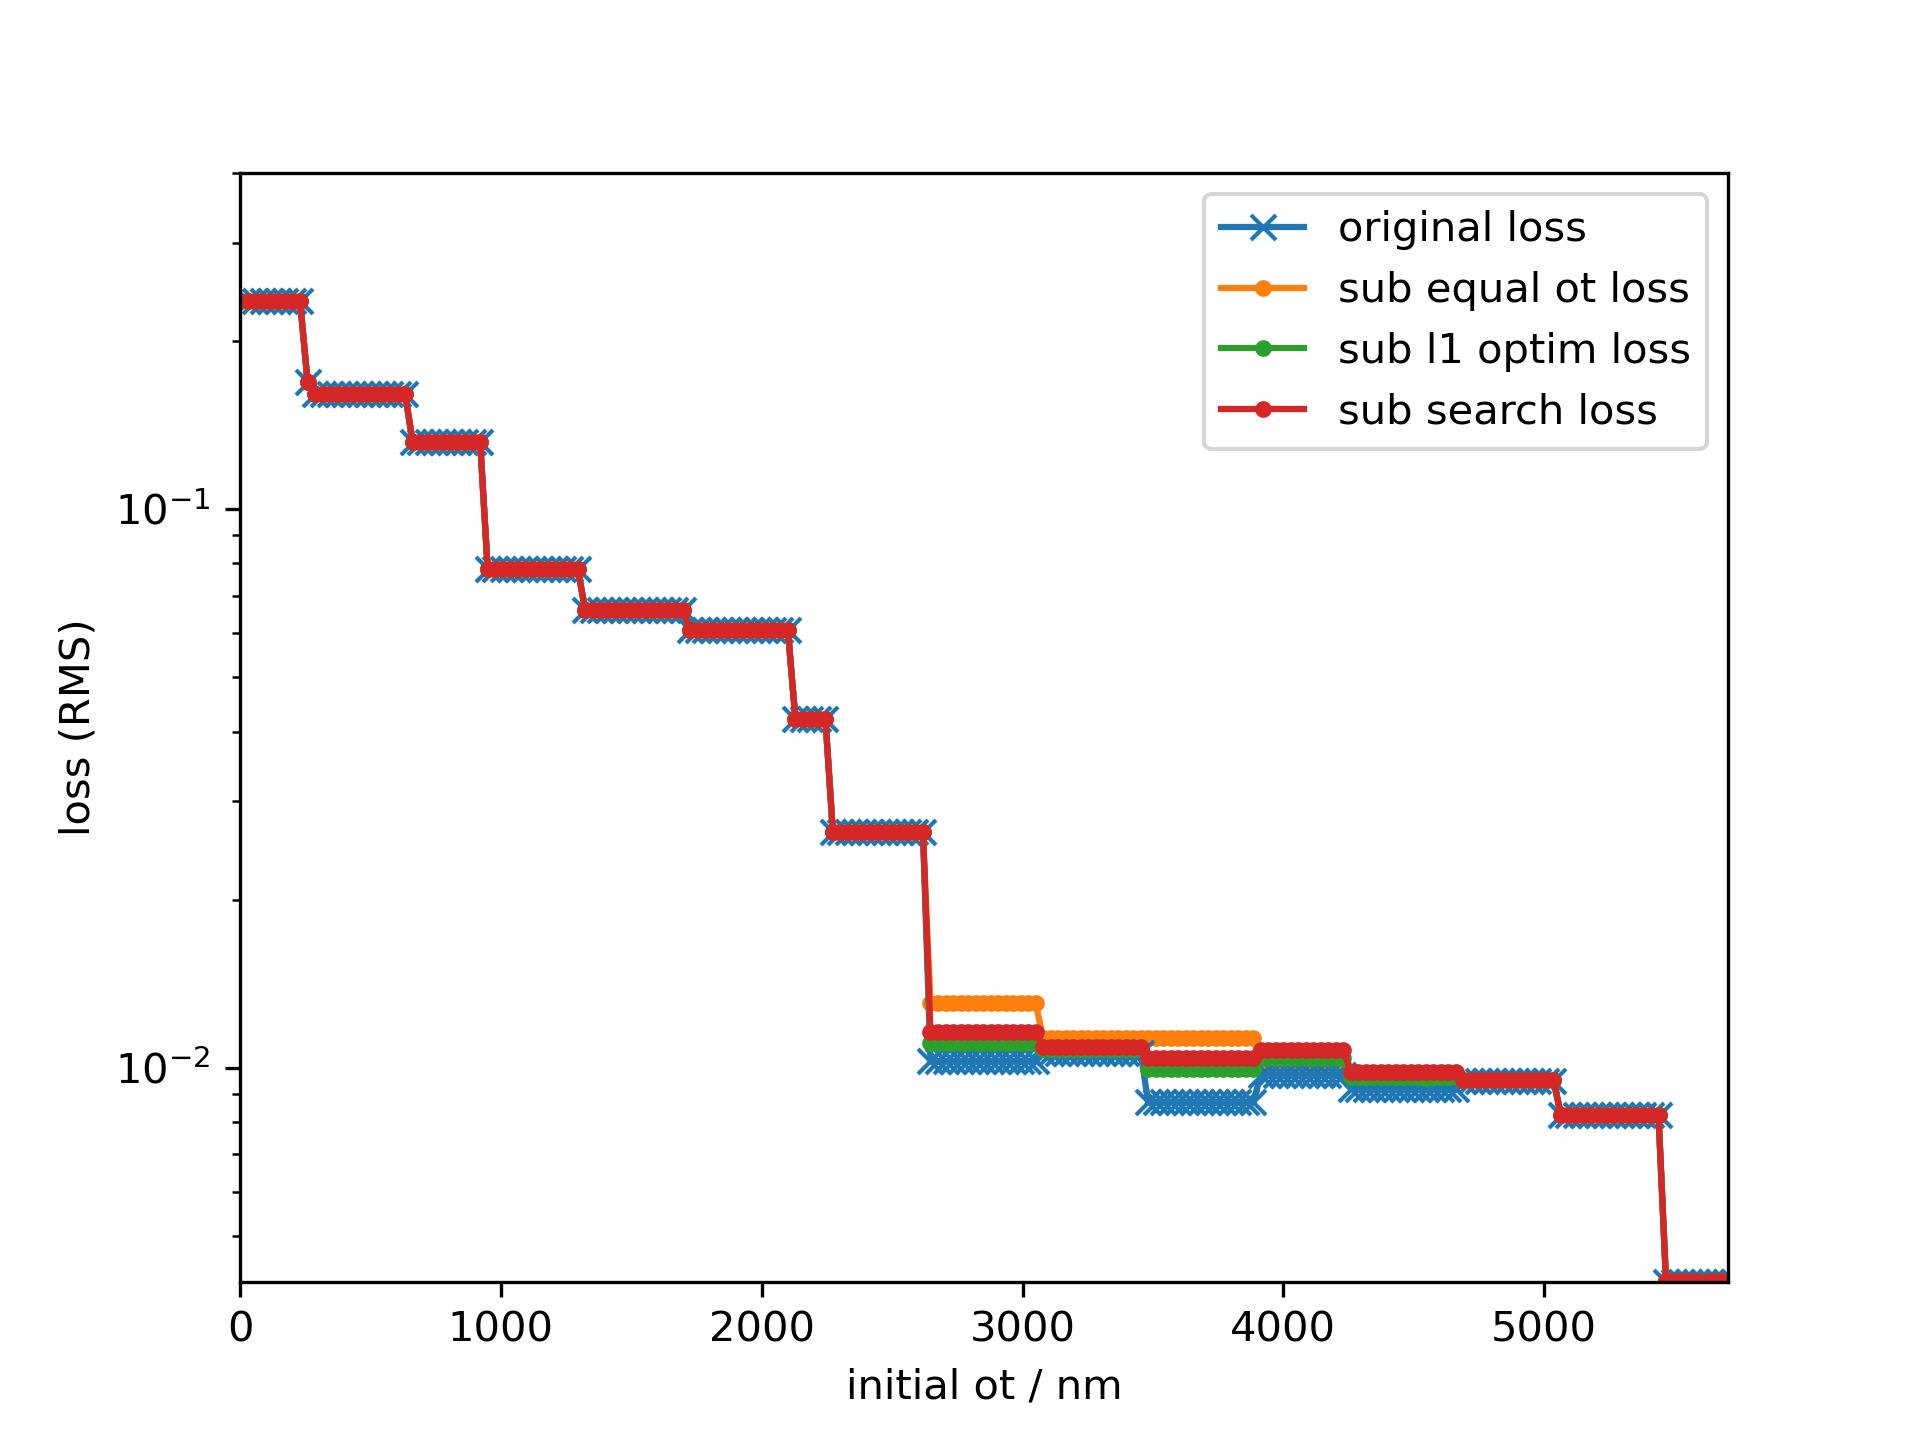 original loss
sub equal ot loss
sub l1 optim loss
sub search loss
10⁻¹
10⁻²
loss (RMS)
0 1000 2000 3000 4000 5000
initial ot / nm